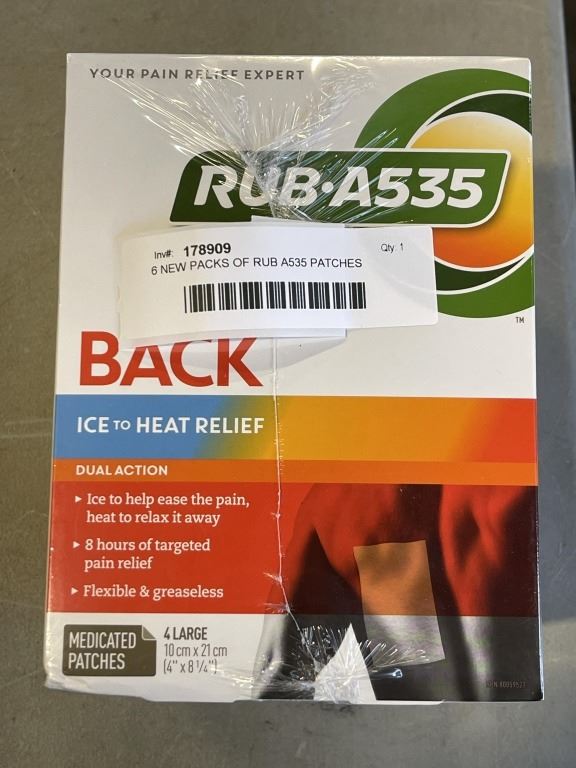 YOUR PAIN RELIEF EXPERT
RUB·A535
Inv#: 178909 Qty: 1
6 NEW PACKS OF RUB A535 PATCHES
TM
BACK
ICE TO HEAT RELIEF
DUAL ACTION
▸ Ice to help ease the pain,
heat to relax it away
▸ 8 hours of targeted
pain relief
▸ Flexible & greaseless
MEDICATED
PATCHES
4 LARGE
10 cm x 21 cm
(4" x 8 1/4")